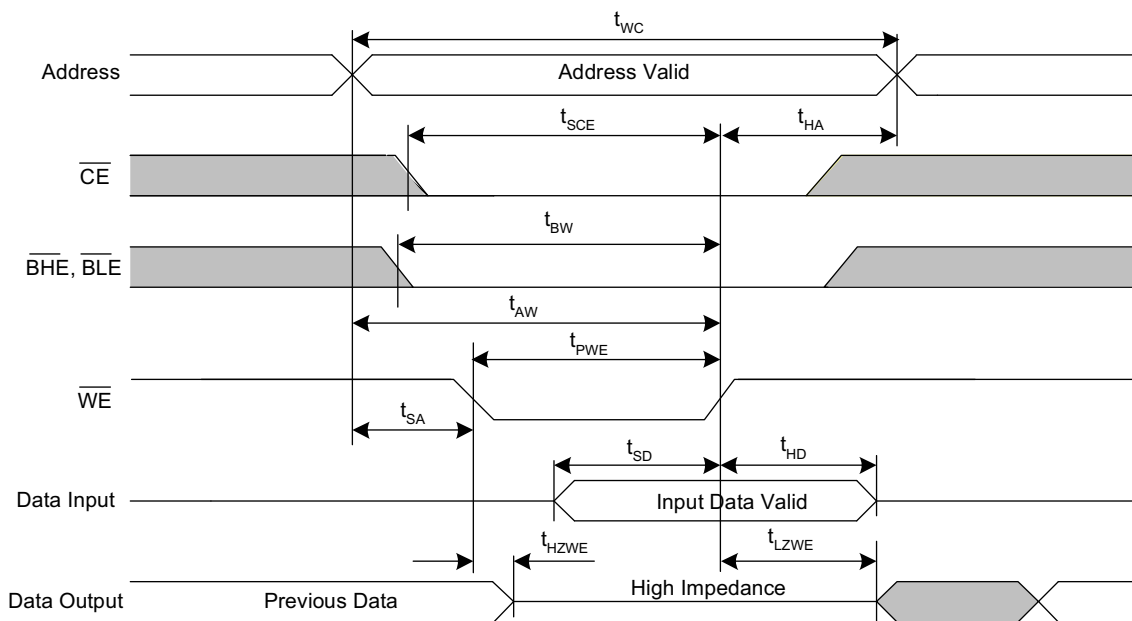 tWC
Address
Address Valid
tSCE
tHA
CE
tBW
BHE, BLE
tAW
tPWE
WE
tSA
tSD
tHD
Data Input
Input Data Valid
tHZWE
tLZWE
Data Output
Previous Data
High Impedance